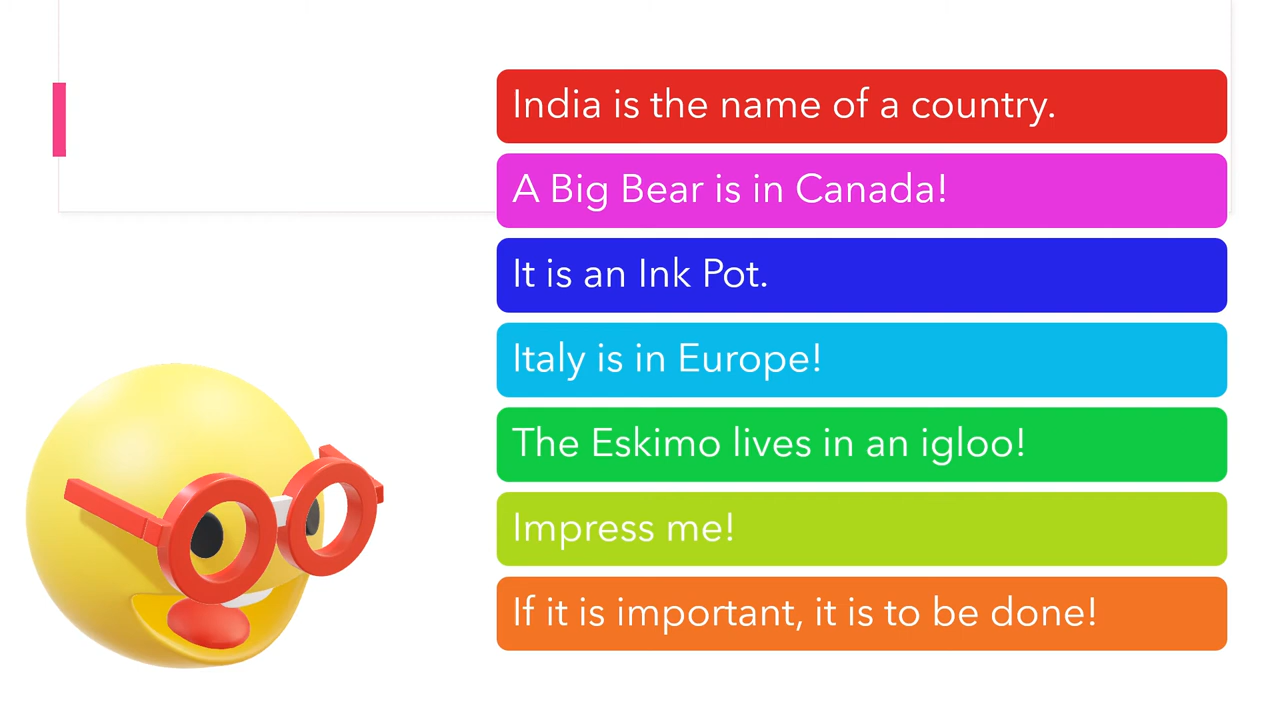 India is the name of a country.
A Big Bear is in Canada!
It is an Ink Pot.
Italy is in Europe!
The Eskimo lives in an igloo!
Impress me!
If it is important, it is to be done!